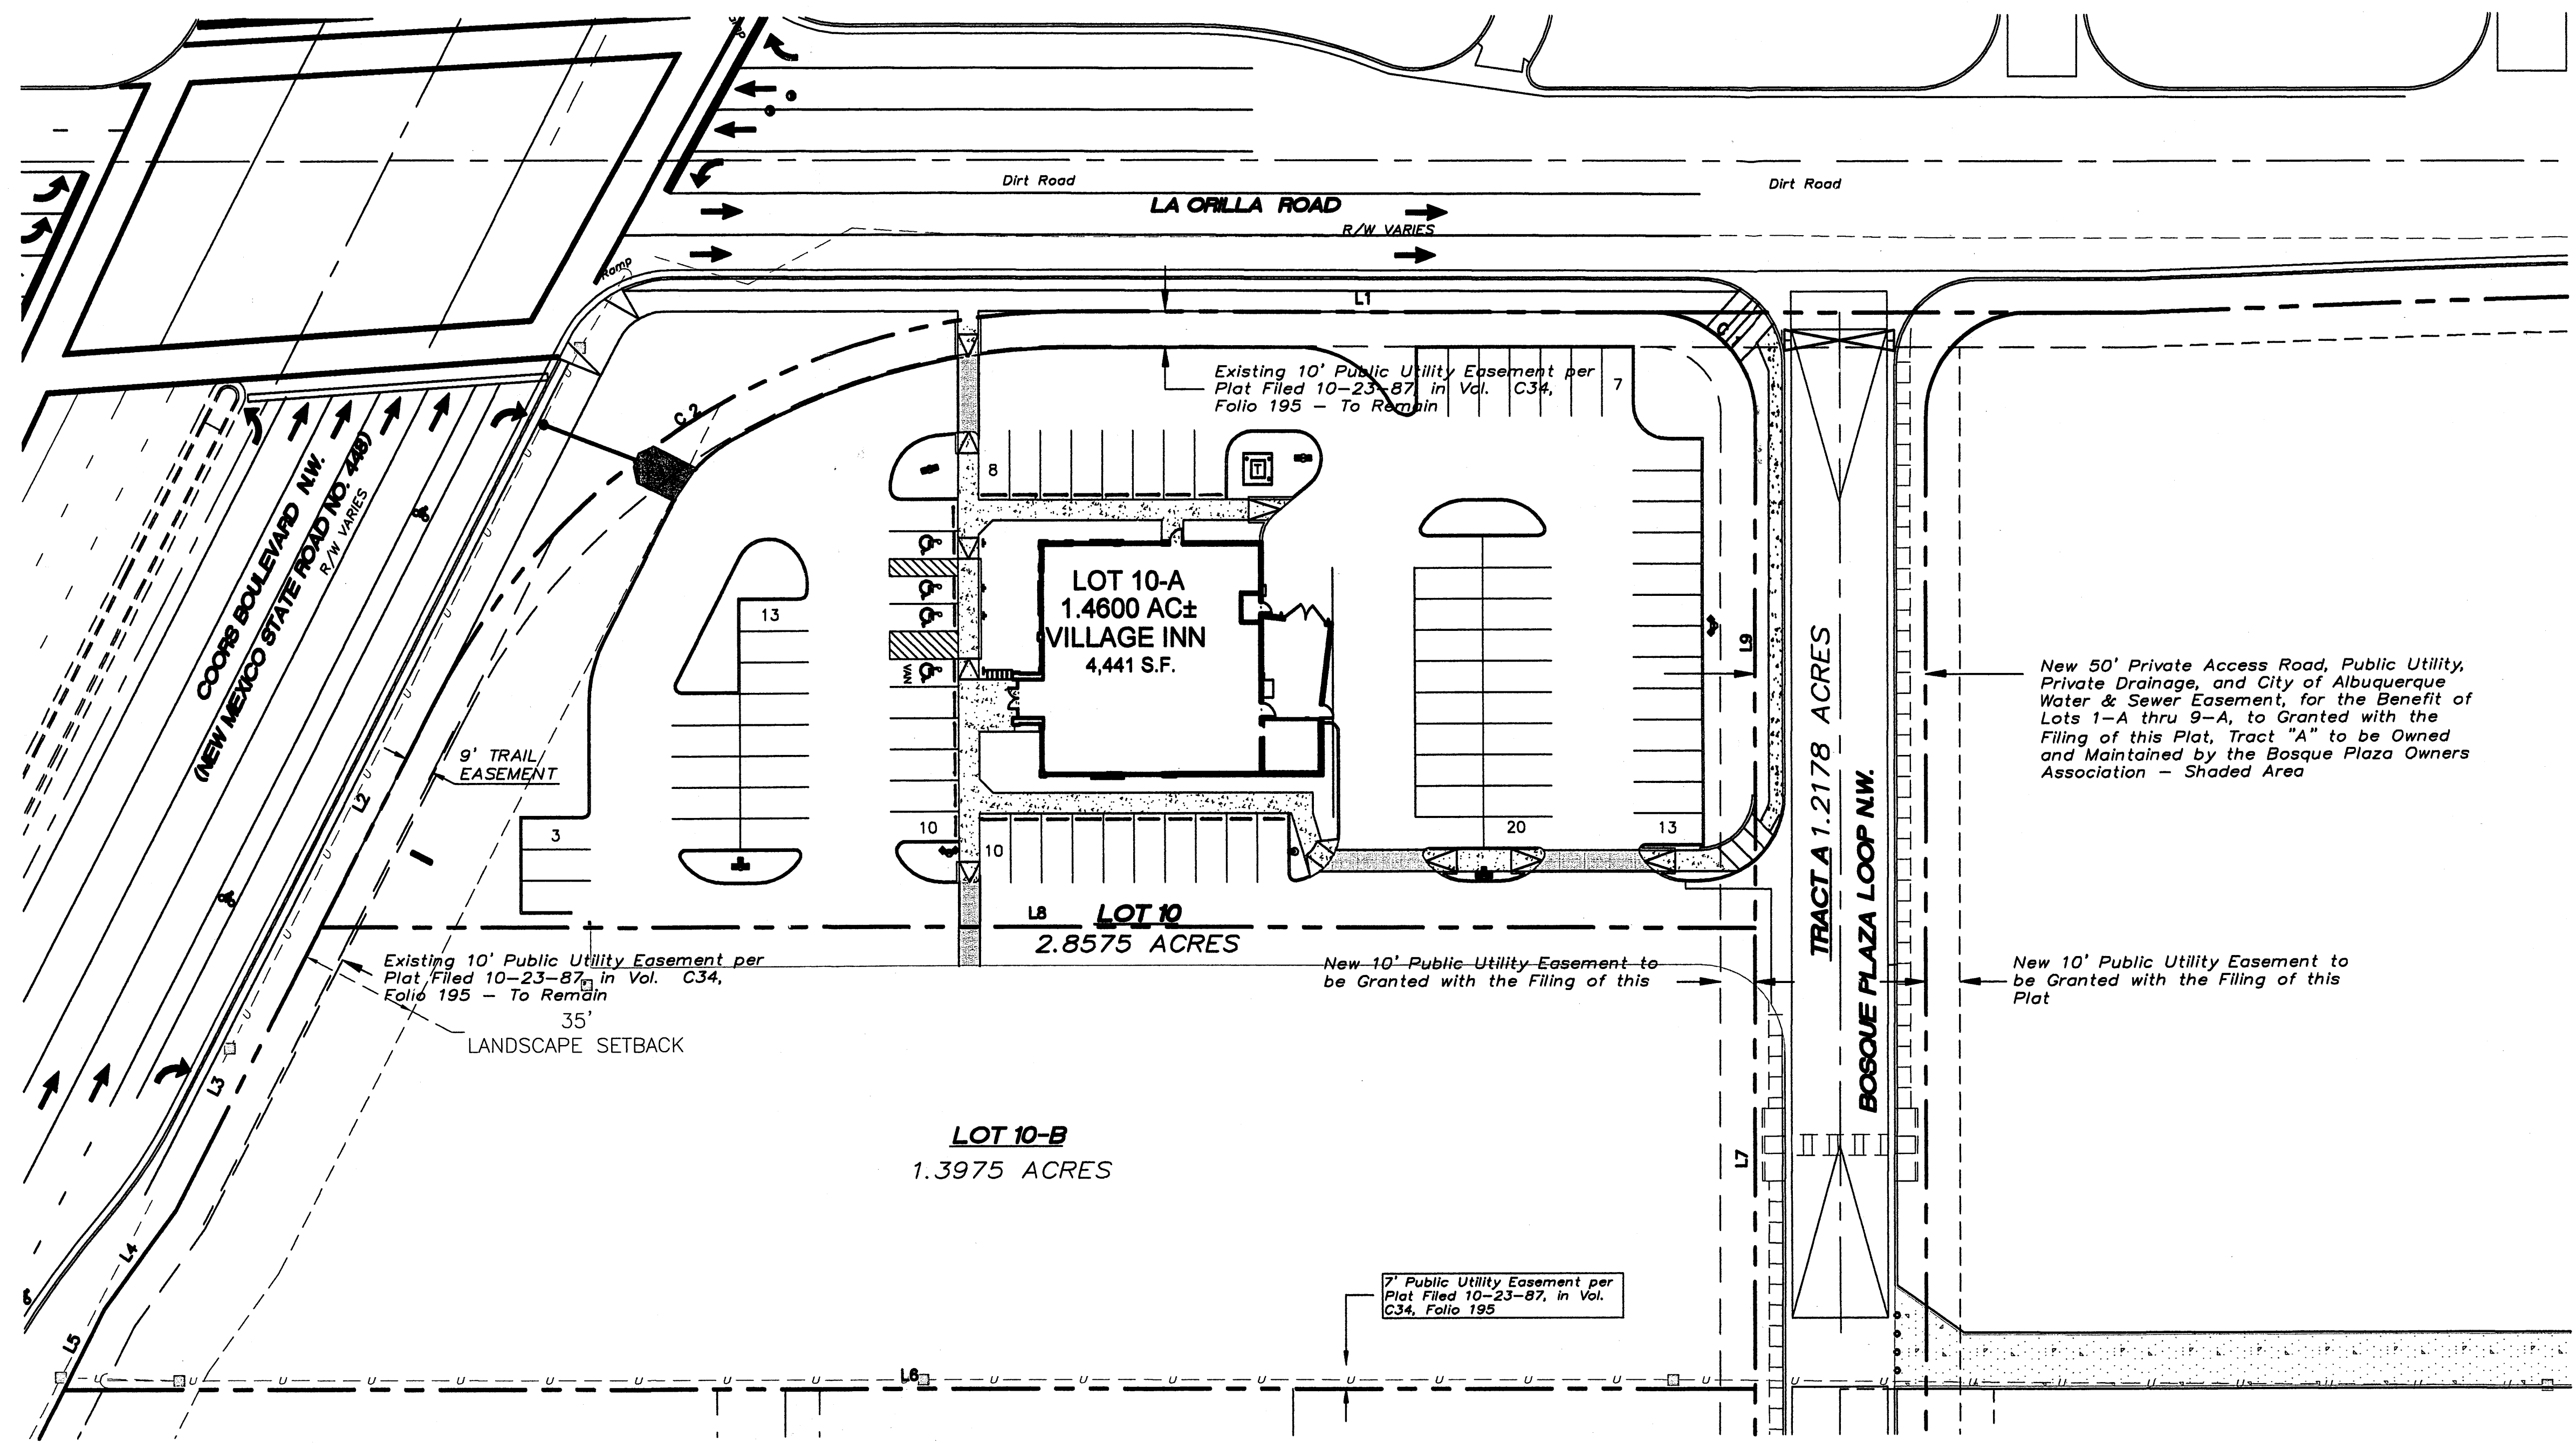 Ramp
Dirt Road
Dirt Road
LA ORILLA ROAD
R/W VARIES
Ramp
L1
C
C 2
Existing 10' Public Utility Easement per
Plat Filed 10-23-87, in Vol. C34,
Folio 195 - To Remain
7
8
T
COORS BOULEVARD N.W.
(NEW MEXICO STATE ROAD NO. 448)
R/W VARIES
LOT 10-A
1.4600 AC±
VILLAGE INN
4,441 S.F.
13
VAN
L9
TRACT A 1.2178 ACRES
BOSQUE PLAZA LOOP N.W.
New 50' Private Access Road, Public Utility,
Private Drainage, and City of Albuquerque
Water & Sewer Easement, for the Benefit of
Lots 1-A thru 9-A, to Granted with the
Filing of this Plat, Tract "A" to be Owned
and Maintained by the Bosque Plaza Owners
Association - Shaded Area
9' TRAIL
EASEMENT
L2
3
10
10
20
13
L8
LOT 10
2.8575 ACRES
Existing 10' Public Utility Easement per
Plat Filed 10-23-87, in Vol. C34,
Folio 195 - To Remain
35'
LANDSCAPE SETBACK
New 10' Public Utility Easement to
be Granted with the Filing of this
New 10' Public Utility Easement to
be Granted with the Filing of this
Plat
L3
LOT 10-B
1.3975 ACRES
L7
L4
7' Public Utility Easement per
Plat Filed 10-23-87, in Vol.
C34, Folio 195
L5
L6